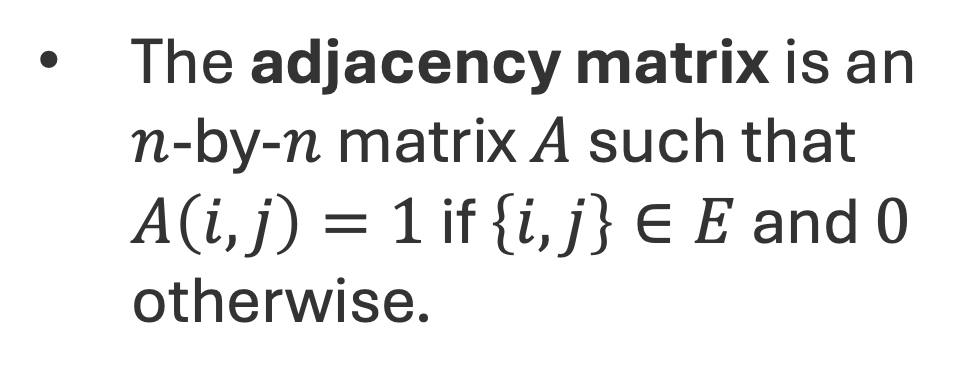 • The adjacency matrix is an
n-by-n matrix A such that
A(i, j) = 1 if {i, j} ∈ E and 0
otherwise.